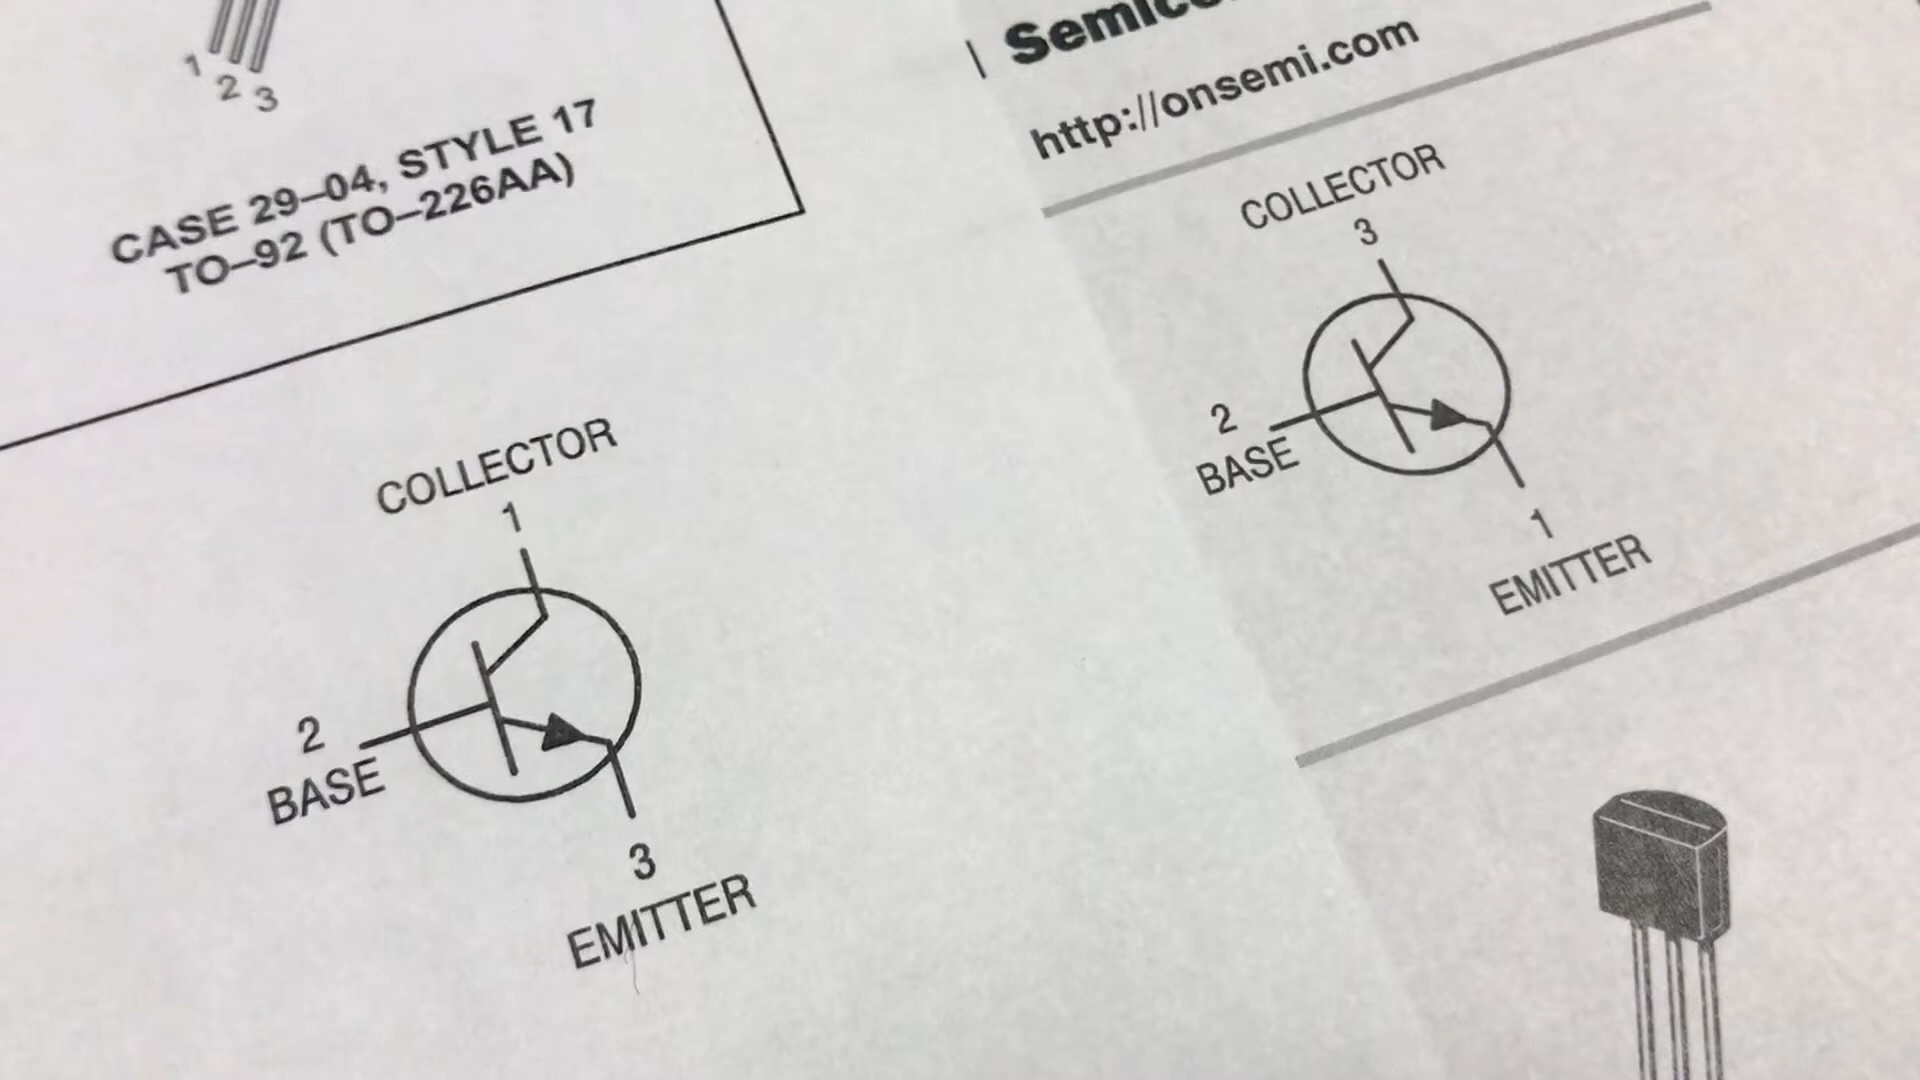 1
2
3
CASE 29–04, STYLE 17
TO–92 (TO–226AA)
COLLECTOR
1
2
BASE
3
EMITTER
http://onsemi.com
COLLECTOR
3
2
BASE
1
EMITTER